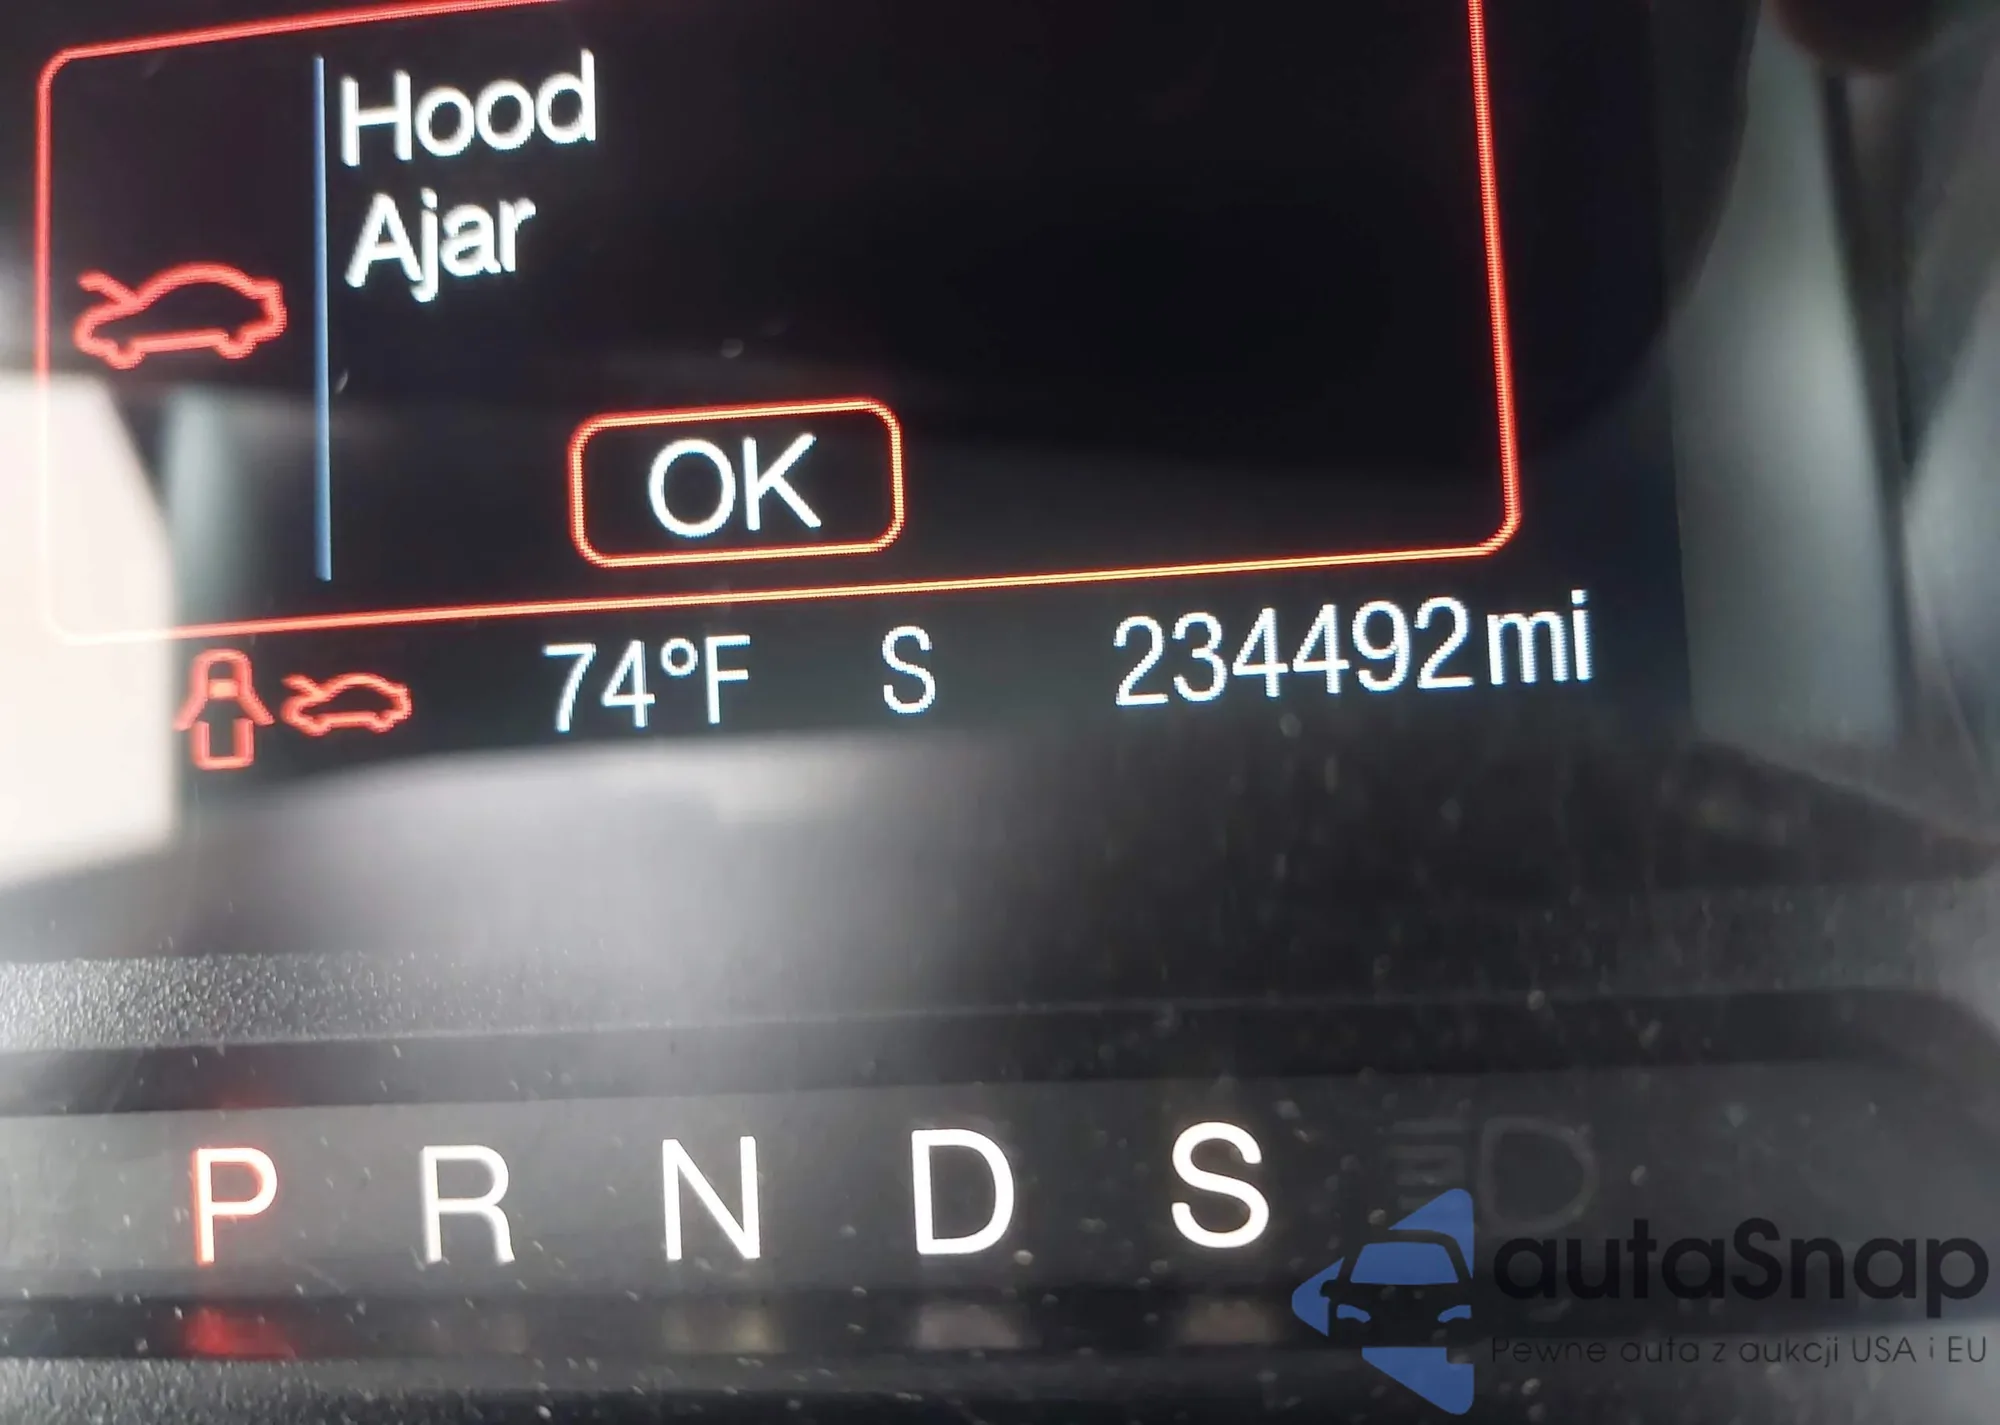 Hood
Ajar
OK
74°F S 234492mi
P R N D S
autaSnap
Pewne auta z aukcji USA i EU